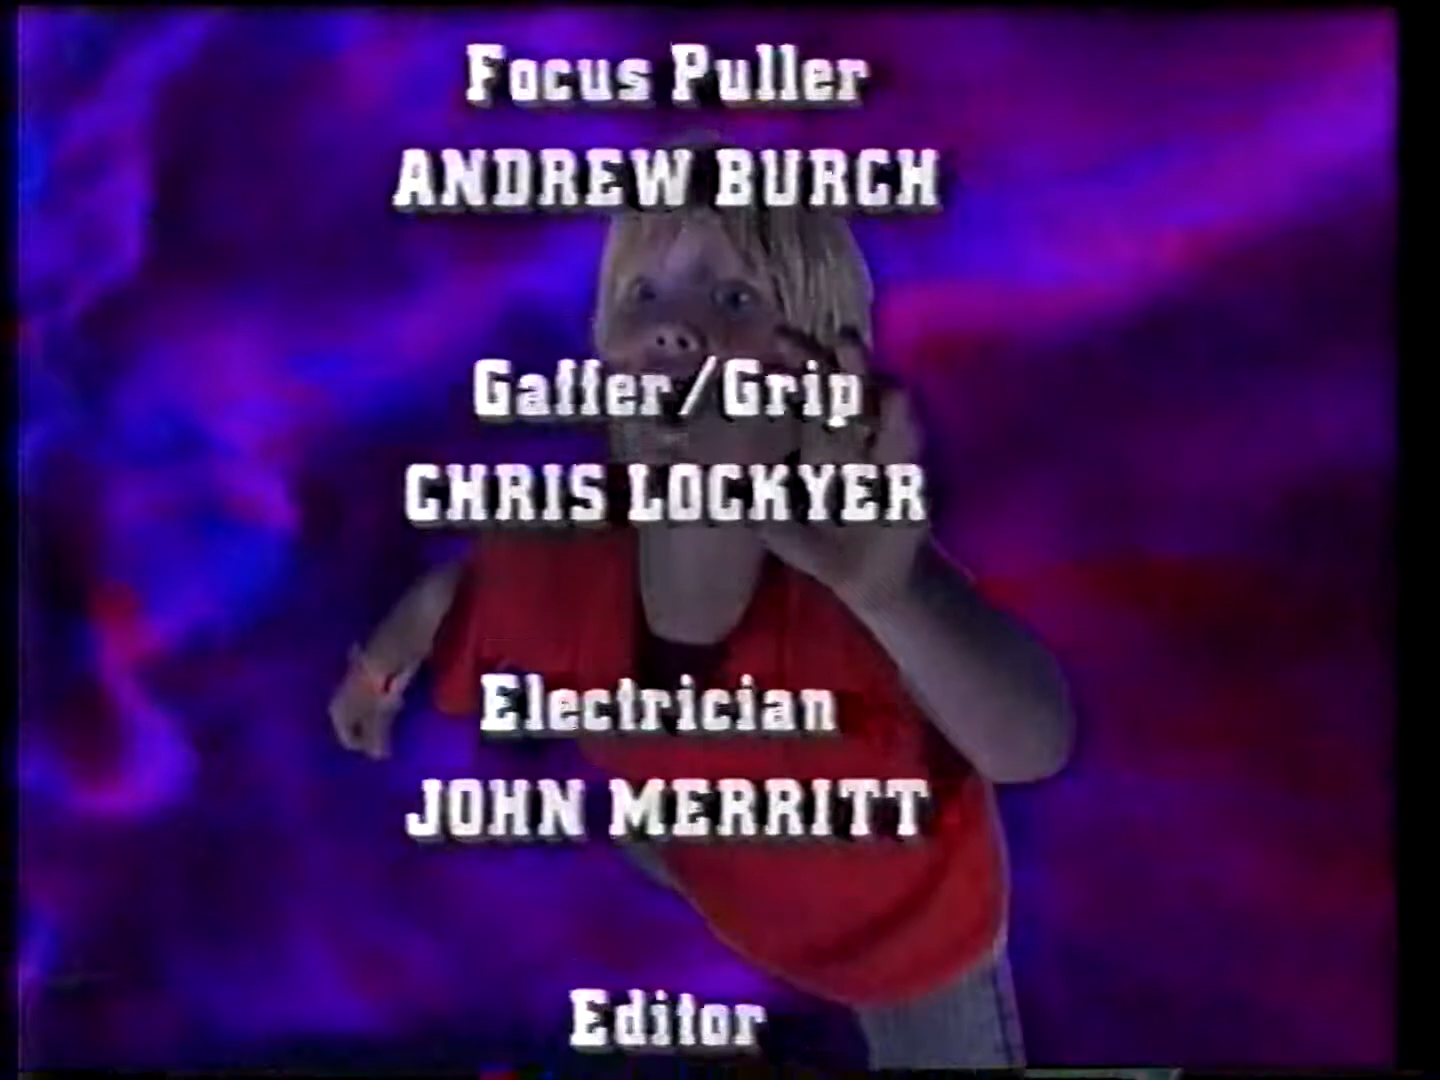 Focus Puller
ANDREW BURCH
Gaffer/Grip
CHRIS LOCKYER
Electrician
JOHN MERRITT
Editor